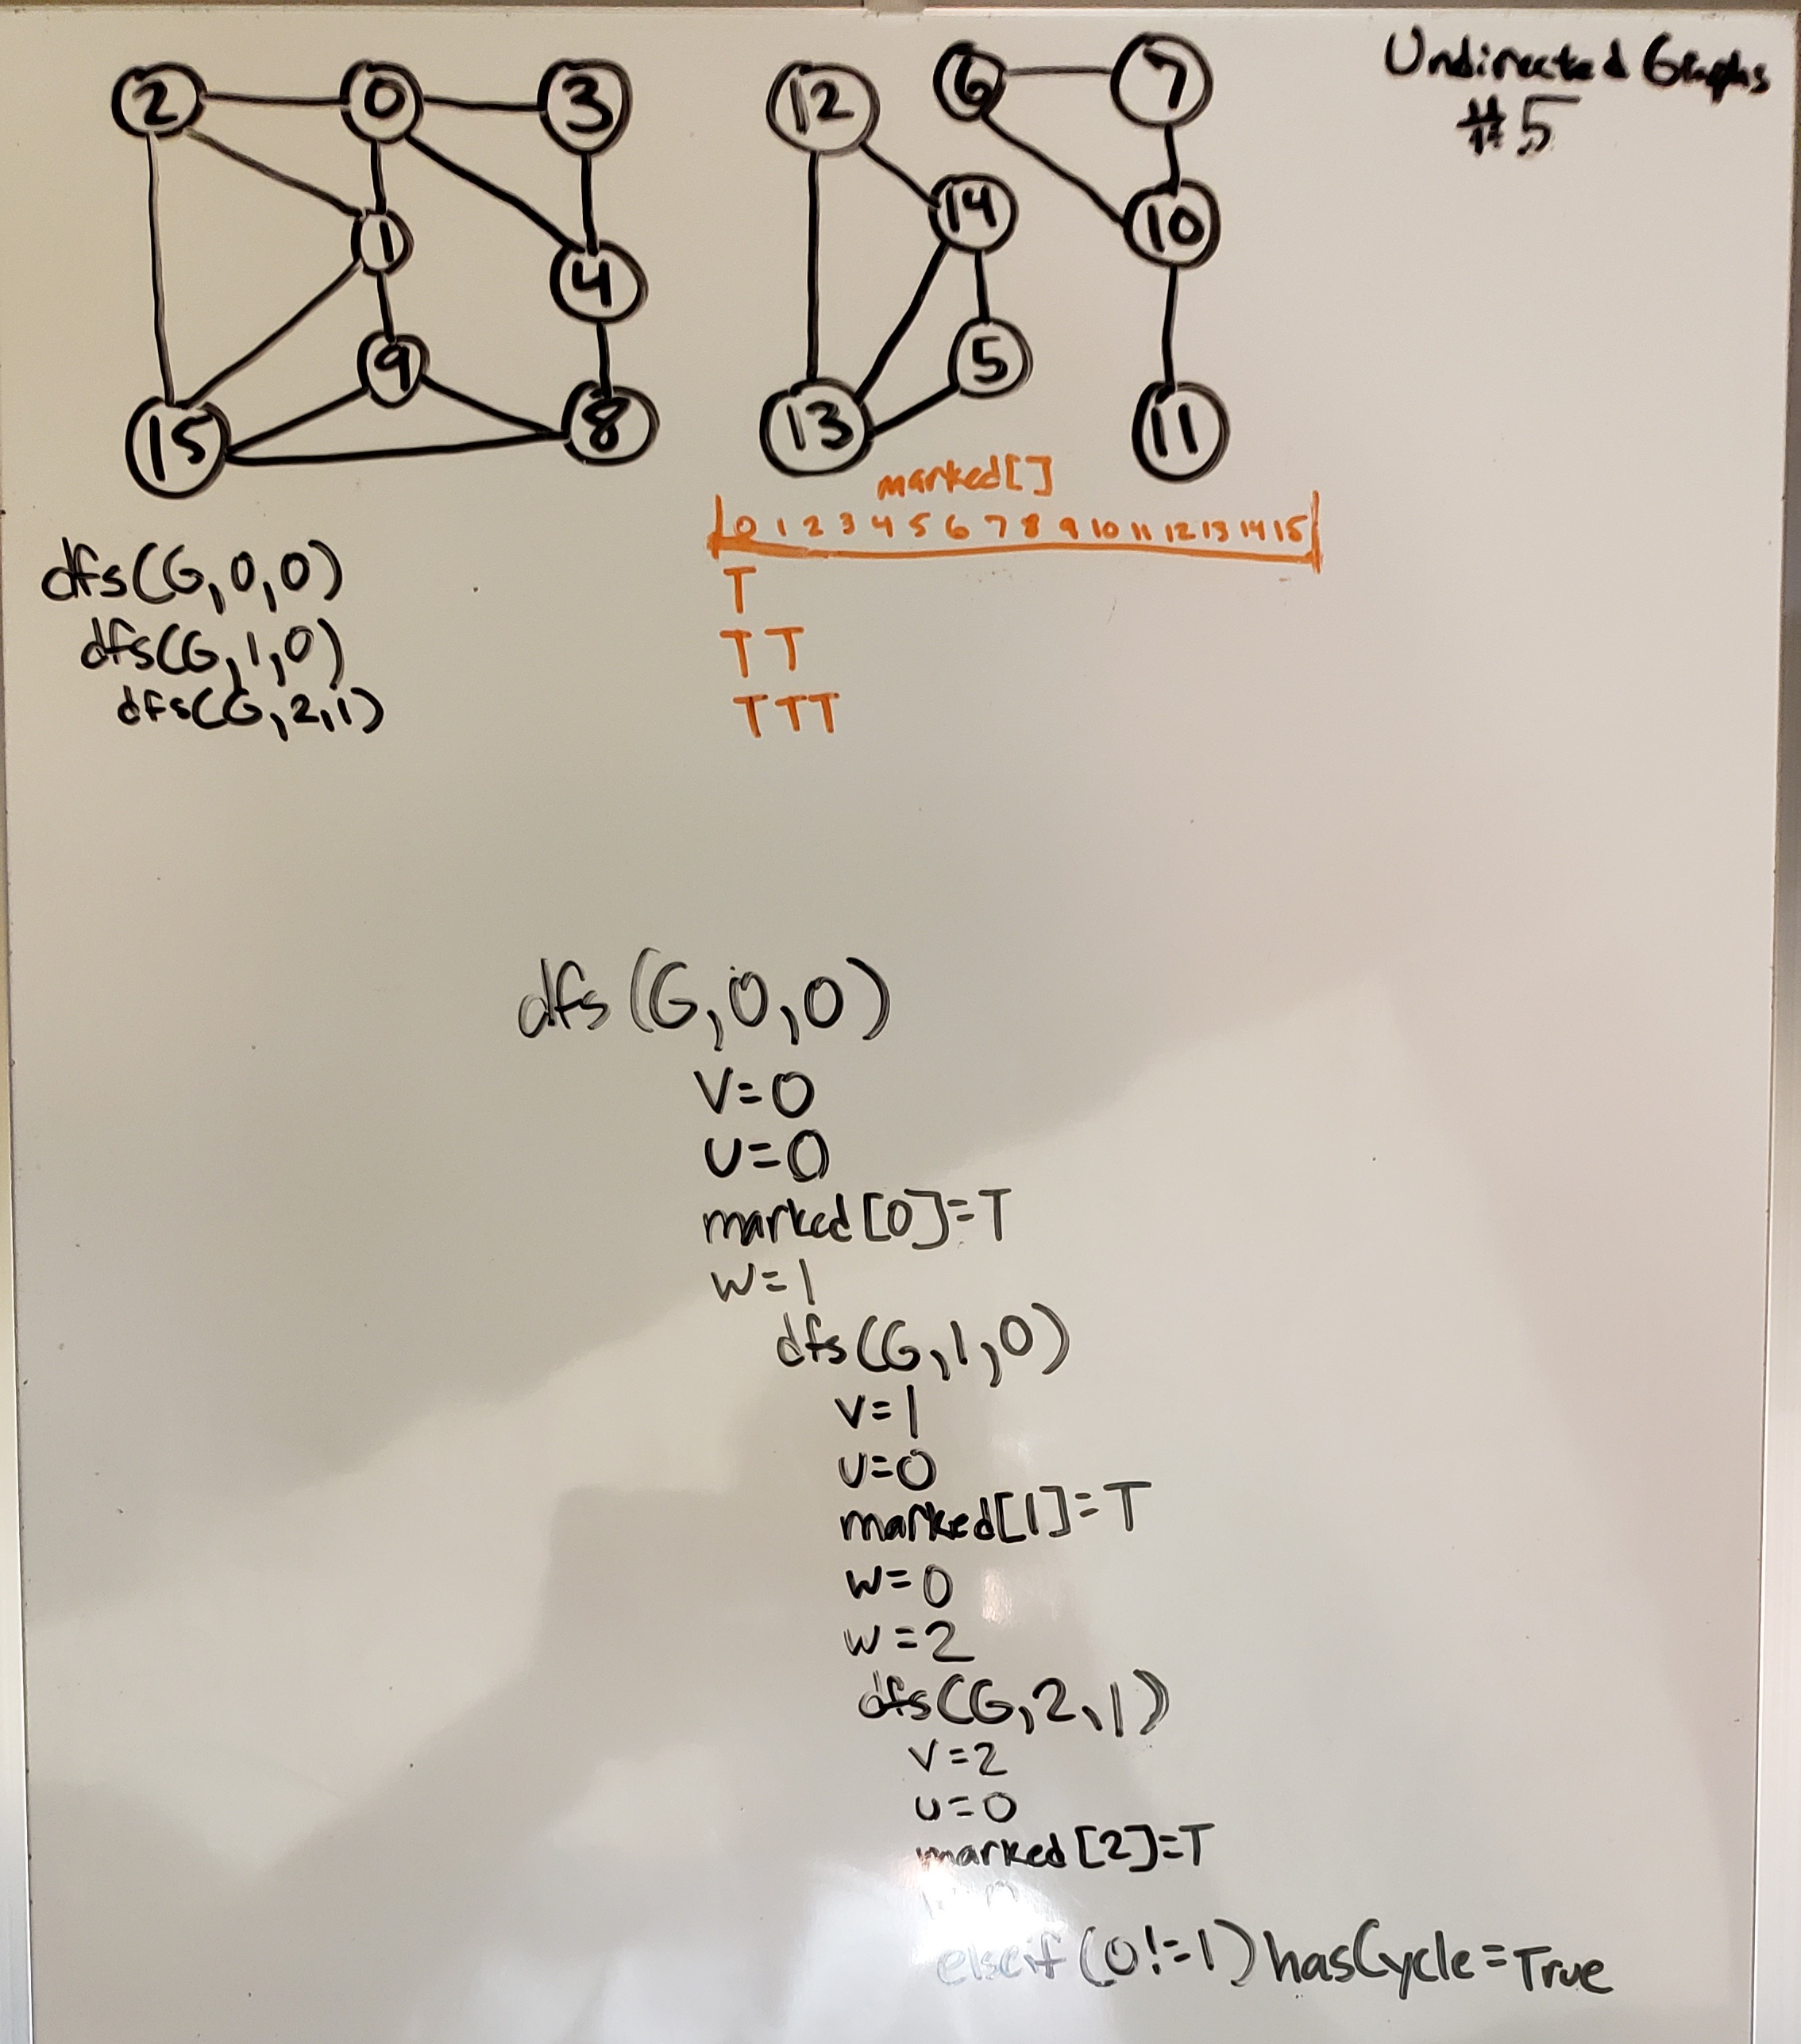 Undirected Graphs
#5
2 0 3
1
4
9
15 8
12 6 7
14 10
5
13 11
marked[]
0 1 2 3 4 5 6 7 8 9 10 11 12 13 14 15
T
T T
T T T
dfs(G,0,0)
dfs(G,1,0)
dfs(G,2,1)
dfs(G,0,0)
V=0
U=0
marked[0]=T
W=1
dfs(G,1,0)
V=1
U=0
marked[1]=T
W=0
W=2
dfs(G,2,1)
V=2
U=0
marked[2]=T
elseif(0!=1)hasCycle=True